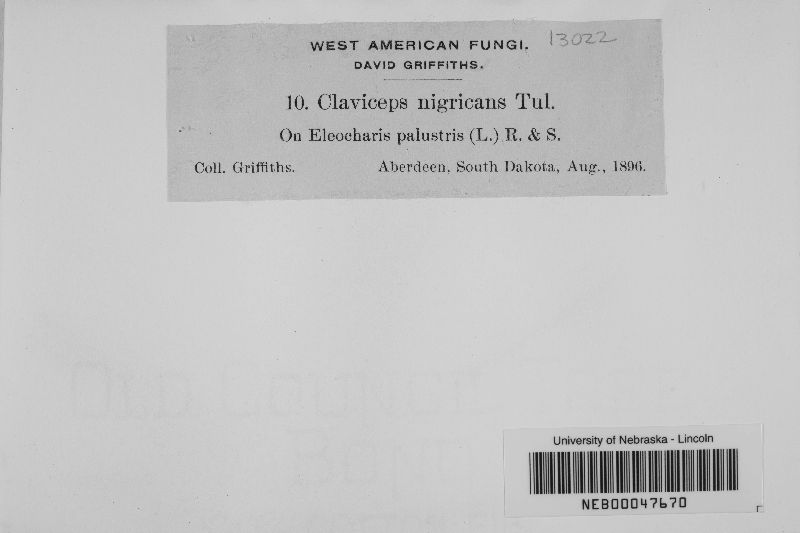 WEST AMERICAN FUNGI. 13022
DAVID GRIFFITHS.
10. Claviceps nigricans Tul.
On Eleocharis palustris (L.) R. & S.
Coll. Griffiths. Aberdeen, South Dakota, Aug., 1896.
University of Nebraska - Lincoln
NEB00047670